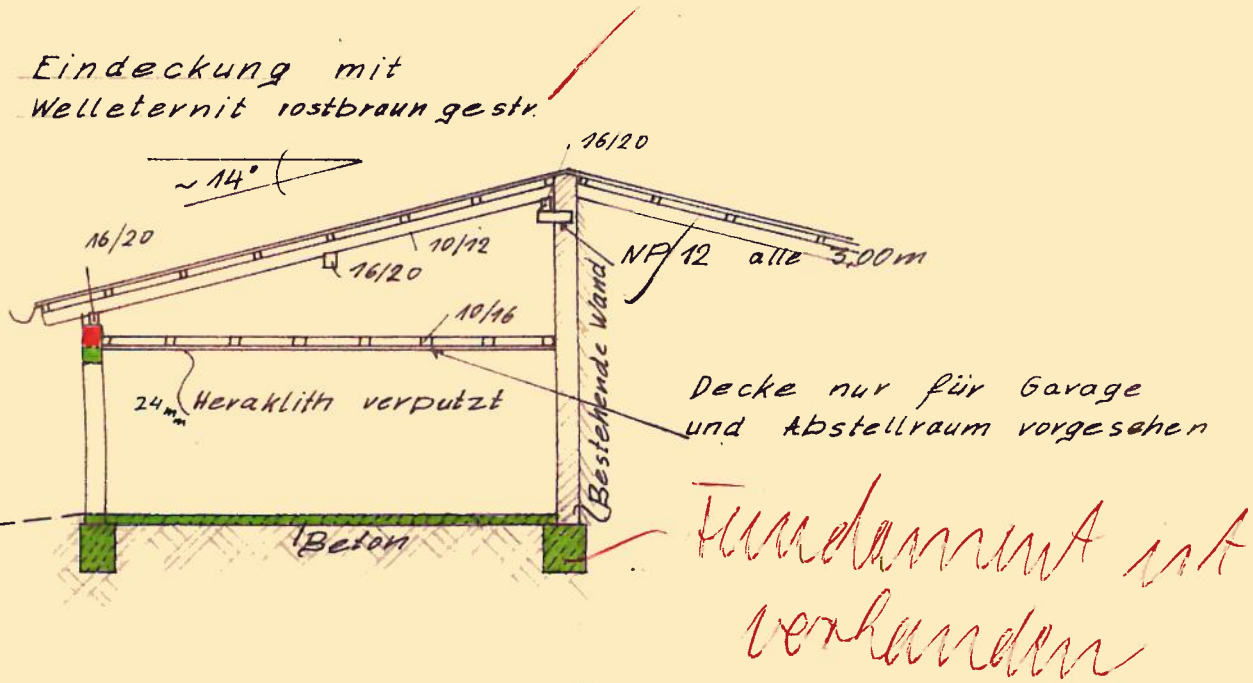 Eindeckung mit
Welleternit rostbraun gestr.
~ 14°
16/20
16/20
10/12
16/20
NP 12 alle 3,00m
10/16
24mm Heraklith verputzt
Bestehende Wand
Decke nur für Garage
und Abstellraum vorgesehen
Beton
Fundament ist
vorhanden